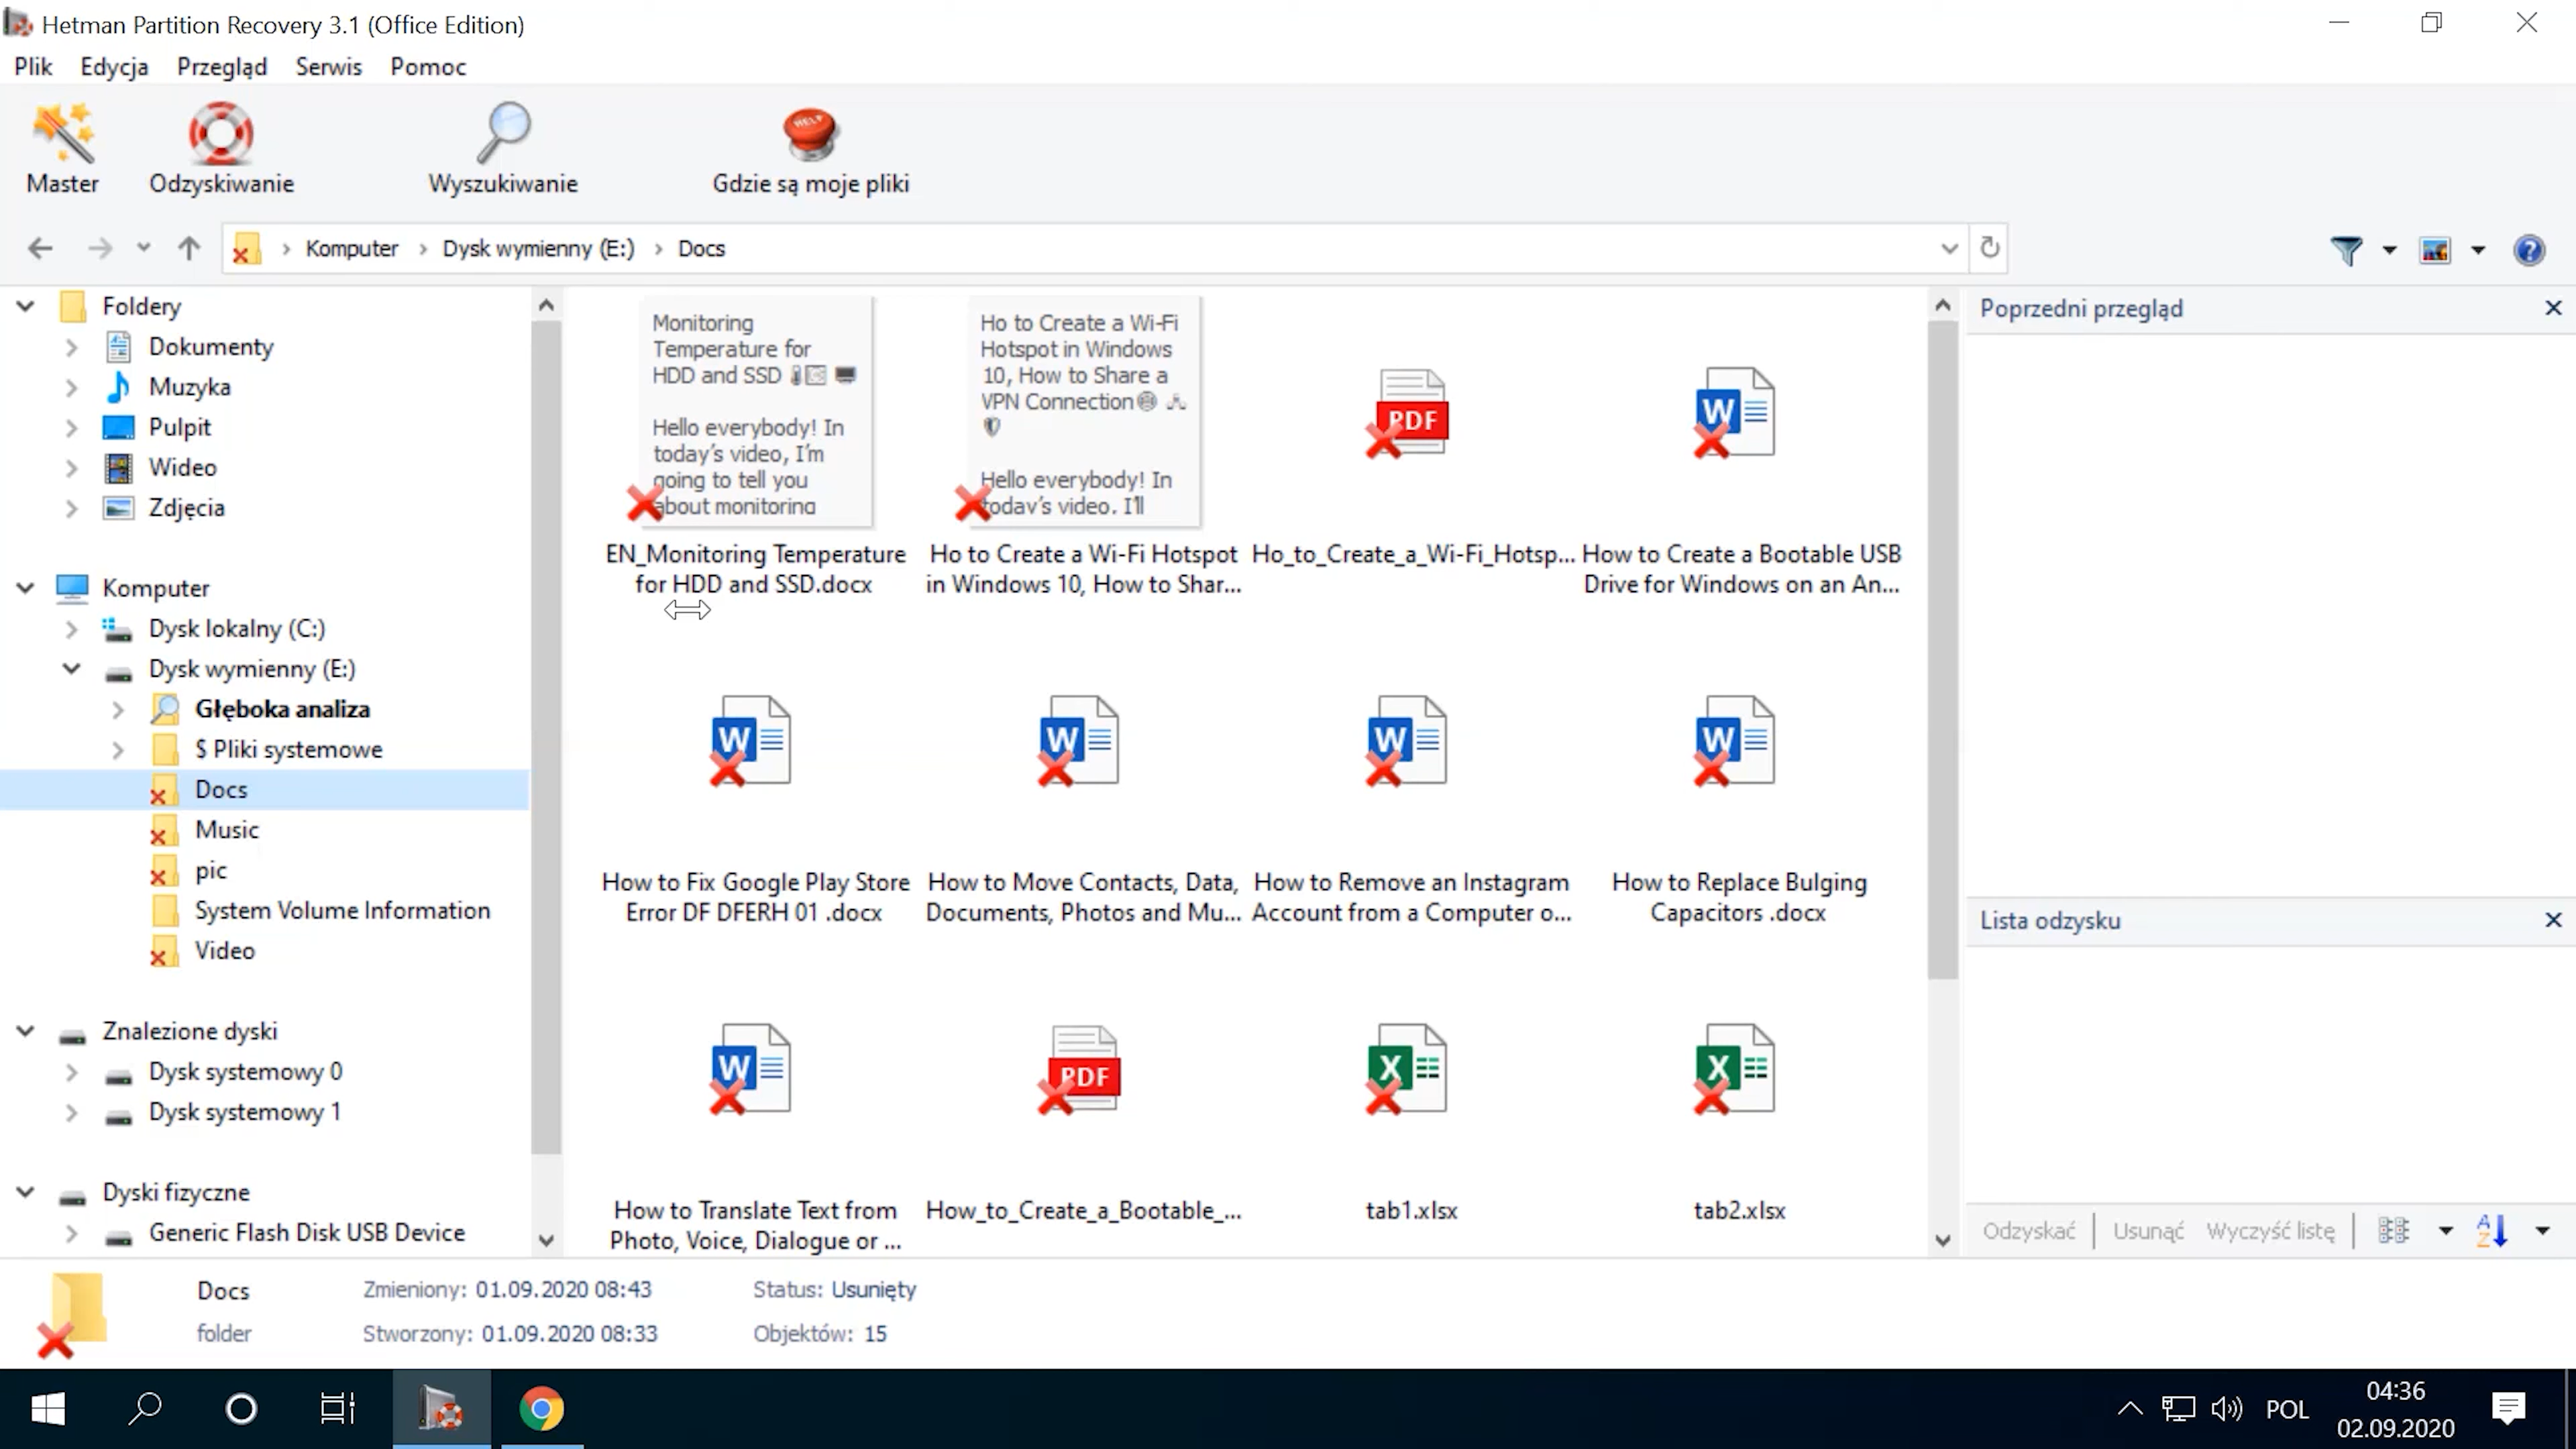 Hetman Partition Recovery 3.1 (Office Edition)
Plik Edycja Przegląd Serwis Pomoc
Master Odzyskiwanie Wyszukiwanie Gdzie są moje pliki
HELP
Komputer Dysk wymienny (E:) Docs
Foldery
Dokumenty
Muzyka
Pulpit
Wideo
Zdjęcia
Komputer
Dysk lokalny (C:)
Dysk wymienny (E:)
Głęboka analiza
$ Pliki systemowe
Docs
Music
pic
System Volume Information
Video
Znalezione dyski
Dysk systemowy 0
Dysk systemowy 1
Dyski fizyczne
Generic Flash Disk USB Device
Monitoring
Temperature for
HDD and SSD
Hello everybody! In
today's video, I'm
going to tell you
about monitoring
EN_Monitoring Temperature
for HDD and SSD.docx
Ho to Create a Wi-Fi
Hotspot in Windows
10, How to Share a
VPN Connection
Hello everybody! In
today's video, I'll
Ho to Create a Wi-Fi Hotspot
in Windows 10, How to Shar...
PDF
Ho_to_Create_a_Wi-Fi_Hotsp...
W
How to Create a Bootable USB
Drive for Windows on an An...
W
How to Fix Google Play Store
Error DF DFERH 01 .docx
W
How to Move Contacts, Data,
Documents, Photos and Mu...
W
How to Remove an Instagram
Account from a Computer o...
W
How to Replace Bulging
Capacitors .docx
W
How to Translate Text from
Photo, Voice, Dialogue or ...
PDF
How_to_Create_a_Bootable_...
X
tab1.xlsx
X
tab2.xlsx
Poprzedni przegląd
Lista odzysku
Odzyskać Usunąć Wyczyść listę
Docs
folder
Zmieniony: 01.09.2020 08:43
Stworzony: 01.09.2020 08:33
Status: Usunięty
Objektów: 15
POL
04:36
02.09.2020